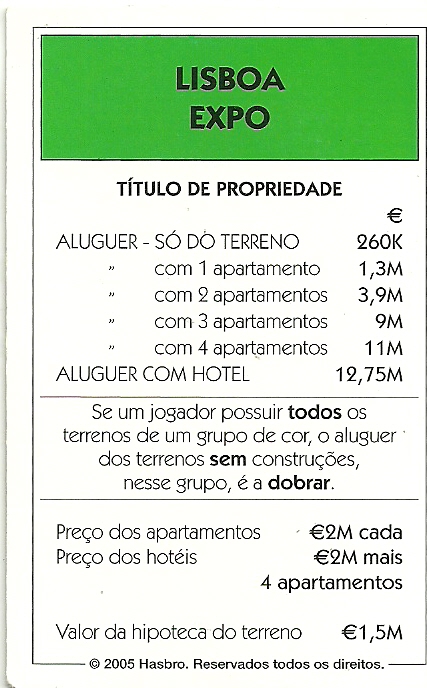 LISBOA
EXPO
TÍTULO DE PROPRIEDADE
€
ALUGUER - SÓ DO TERRENO 260K
" com 1 apartamento 1,3M
" com 2 apartamentos 3,9M
" com 3 apartamentos 9M
" com 4 apartamentos 11M
ALUGUER COM HOTEL 12,75M
Se um jogador possuir todos os
terrenos de um grupo de cor, o aluguer
dos terrenos sem construções,
nesse grupo, é a dobrar.
Preço dos apartamentos €2M cada
Preço dos hotéis €2M mais
4 apartamentos
Valor da hipoteca do terreno €1,5M
© 2005 Hasbro. Reservados todos os direitos.